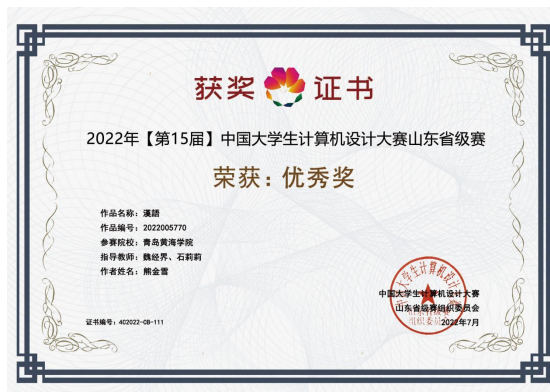 获奖证书
2022年【第15届】中国大学生计算机设计大赛山东省级赛
荣获：优秀奖
作品名称：漢語
作品编号：2022005770
参赛院校：青岛黄海学院
指导教师：魏经界、石莉莉
作者姓名：熊金雪
中国大学生计算机设计大赛
山东省级赛组织委员会
2022年7月
证书编号：4C2022-CB-111